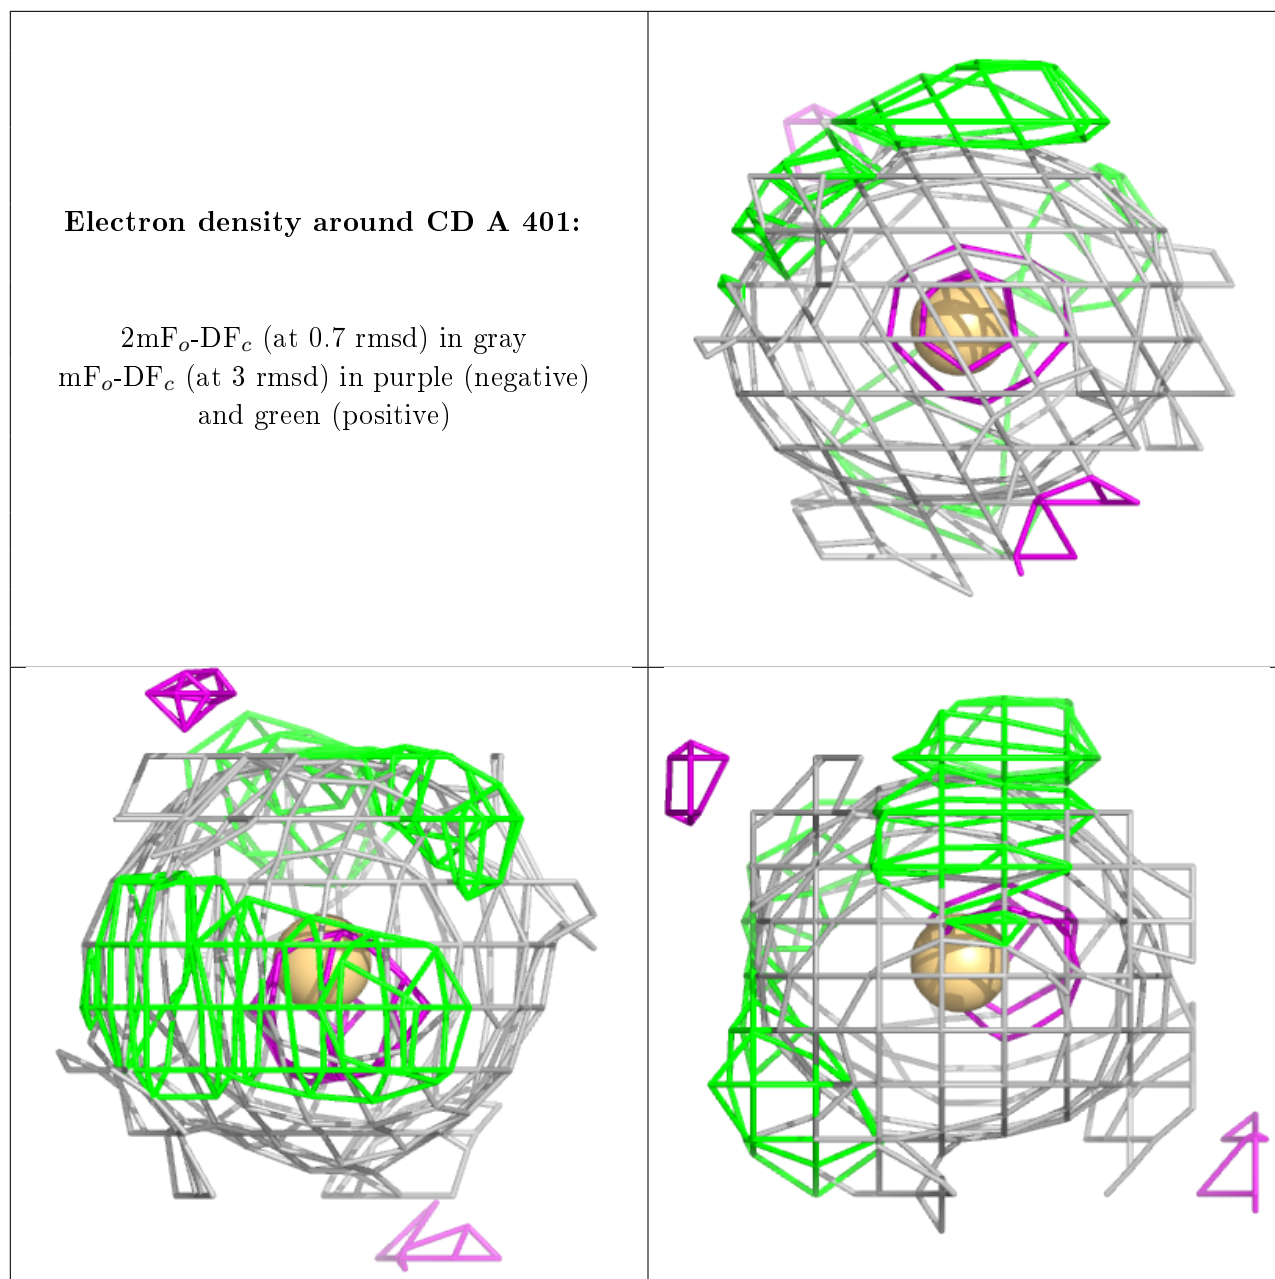 Electron density around CD A 401:
2mFo-DFc (at 0.7 rmsd) in gray
mFo-DFc (at 3 rmsd) in purple (negative)
and green (positive)